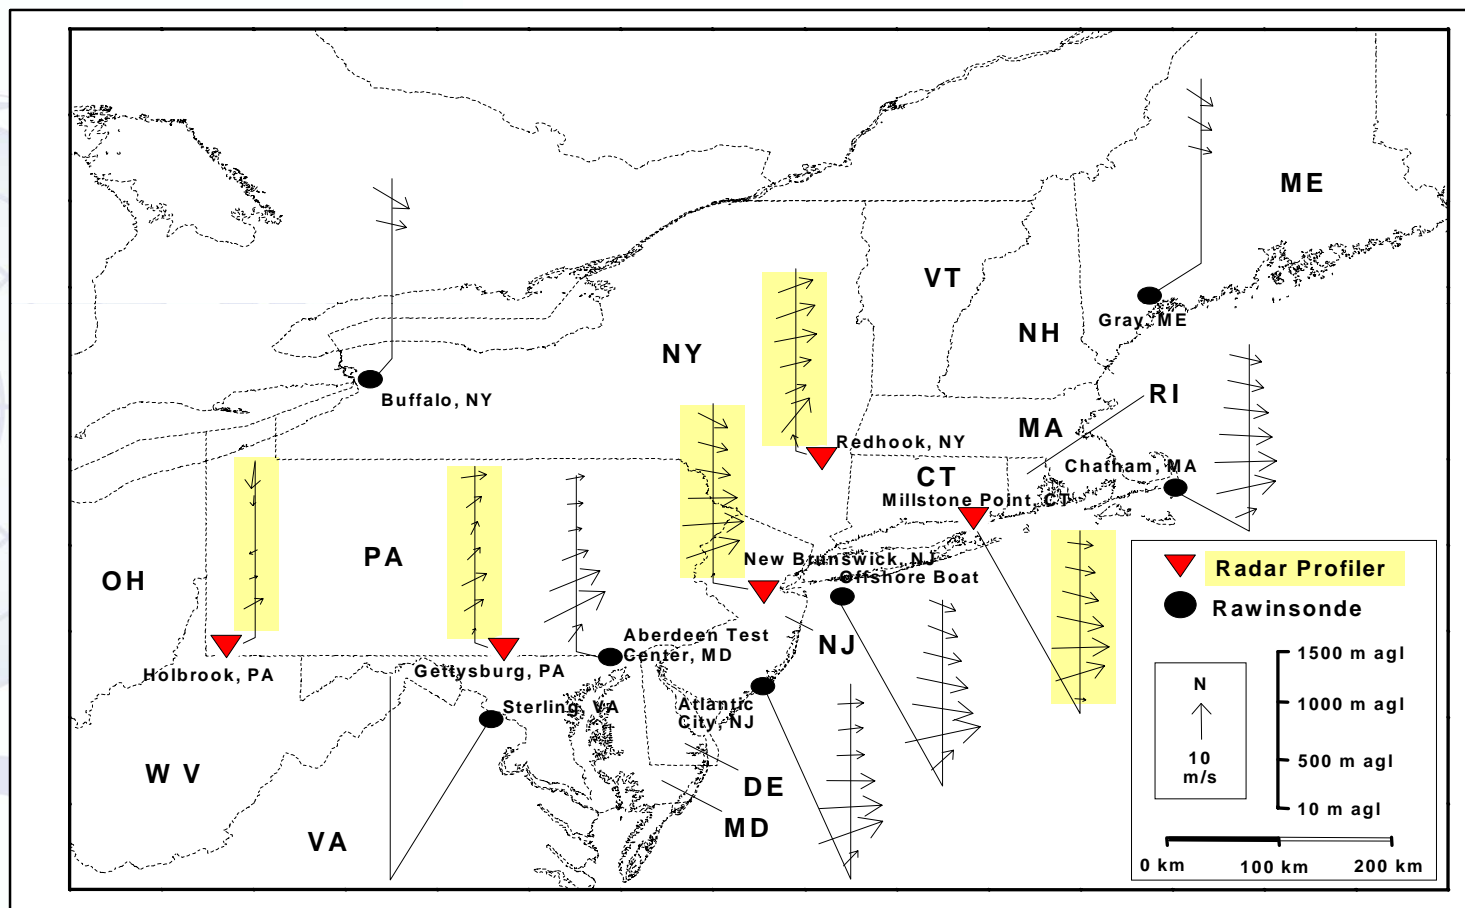 ME
VT
NH
Gray, ME
NY
Buffalo, NY
RI
MA
Redhook, NY
Chatham, MA
CT
Millstone Point, CT
PA
OH
New Brunswick, NJ
Offshore Boat
NJ
Aberdeen Test
Center, MD
Holbrook, PA
Gettysburg, PA
Sterling, VA
Atlantic
City, NJ
WV
DE
MD
VA
Radar Profiler
Rawinsonde
N
10
m/s
1500 m agl
1000 m agl
500 m agl
10 m agl
0 km
100 km
200 km